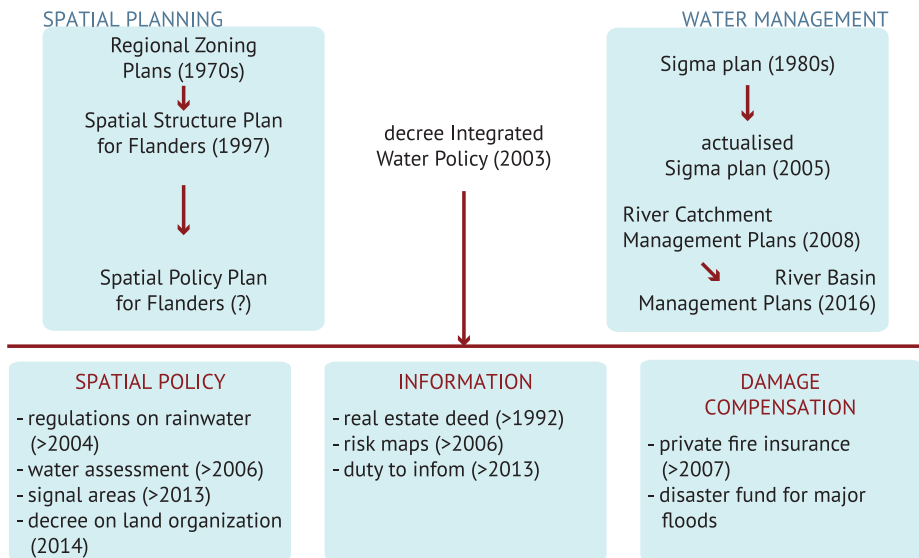 SPATIAL PLANNING
Regional Zoning
Plans (1970s)
Spatial Structure Plan
for Flanders (1997)
Spatial Policy Plan
for Flanders (?)
decree Integrated
Water Policy (2003)
WATER MANAGEMENT
Sigma plan (1980s)
actualised
Sigma plan (2005)
River Catchment
Management Plans (2008)
River Basin
Management Plans (2016)
SPATIAL POLICY
- regulations on rainwater
(>2004)
- water assessment (>2006)
- signal areas (>2013)
- decree on land organization
(2014)
INFORMATION
- real estate deed (>1992)
- risk maps (>2006)
- duty to infom (>2013)
DAMAGE
COMPENSATION
- private fire insurance
(>2007)
- disaster fund for major
floods